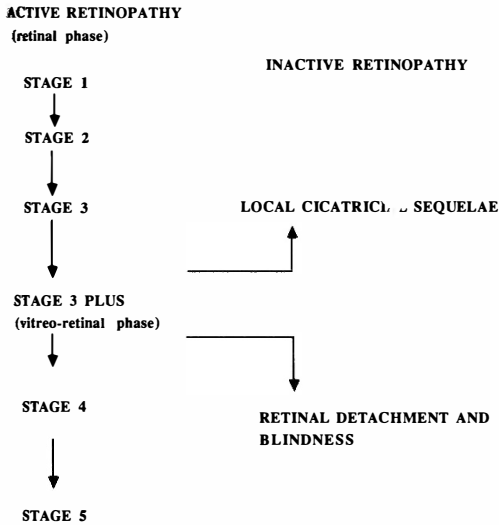 ACTIVE RETINOPATHY
(retinal phase)
INACTIVE RETINOPATHY
STAGE 1
STAGE 2
STAGE 3
LOCAL SEQUELAE
STAGE 3 PLUS
(vitreo-retinal phase)
STAGE 4
RETINAL DETACHMENT AND
BLINDNESS
STAGE 5